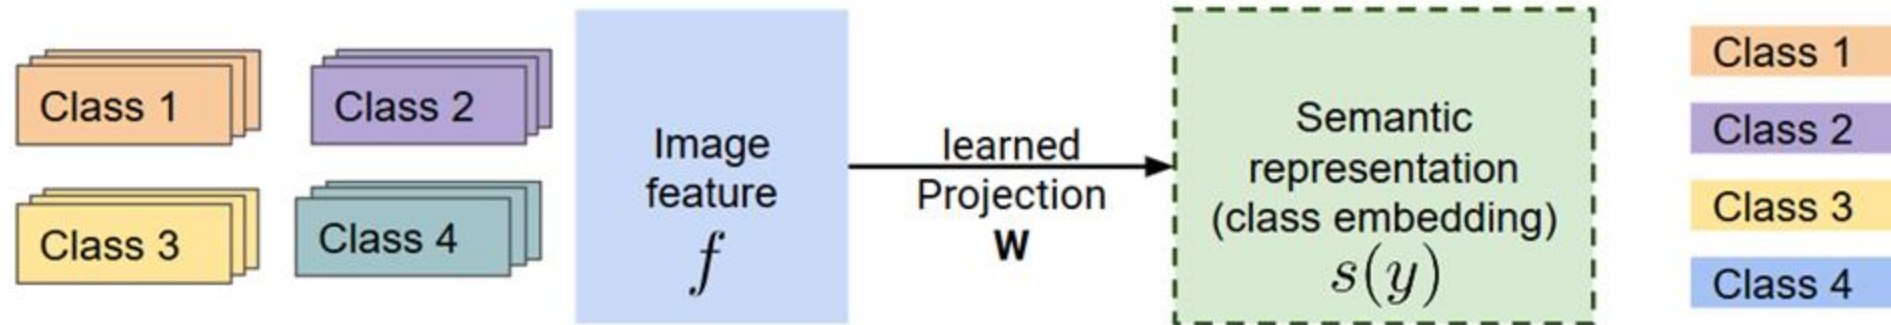 Class 1
Class 2
Class 3
Class 4
Image
feature
f
learned
Projection
W
Semantic
representation
(class embedding)
s(y)
Class 1
Class 2
Class 3
Class 4